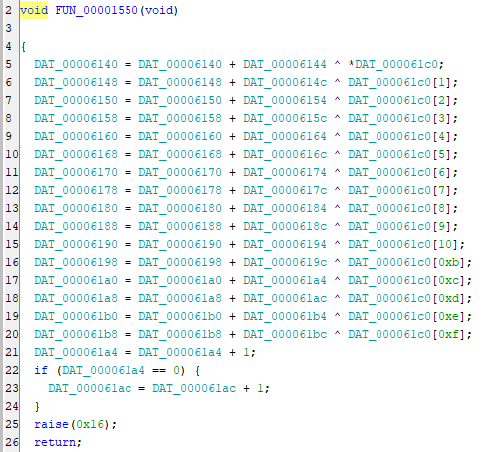 2 void FUN_00001550(void)
3
4 {
5 DAT_00006140 = DAT_00006140 + DAT_00006144 ^ *DAT_000061c0;
6 DAT_00006148 = DAT_00006148 + DAT_0000614c ^ DAT_000061c0[1];
7 DAT_00006150 = DAT_00006150 + DAT_00006154 ^ DAT_000061c0[2];
8 DAT_00006158 = DAT_00006158 + DAT_0000615c ^ DAT_000061c0[3];
9 DAT_00006160 = DAT_00006160 + DAT_00006164 ^ DAT_000061c0[4];
10 DAT_00006168 = DAT_00006168 + DAT_0000616c ^ DAT_000061c0[5];
11 DAT_00006170 = DAT_00006170 + DAT_00006174 ^ DAT_000061c0[6];
12 DAT_00006178 = DAT_00006178 + DAT_0000617c ^ DAT_000061c0[7];
13 DAT_00006180 = DAT_00006180 + DAT_00006184 ^ DAT_000061c0[8];
14 DAT_00006188 = DAT_00006188 + DAT_0000618c ^ DAT_000061c0[9];
15 DAT_00006190 = DAT_00006190 + DAT_00006194 ^ DAT_000061c0[10];
16 DAT_00006198 = DAT_00006198 + DAT_0000619c ^ DAT_000061c0[0xb];
17 DAT_000061a0 = DAT_000061a0 + DAT_000061a4 ^ DAT_000061c0[0xc];
18 DAT_000061a8 = DAT_000061a8 + DAT_000061ac ^ DAT_000061c0[0xd];
19 DAT_000061b0 = DAT_000061b0 + DAT_000061b4 ^ DAT_000061c0[0xe];
20 DAT_000061b8 = DAT_000061b8 + DAT_000061bc ^ DAT_000061c0[0xf];
21 DAT_000061a4 = DAT_000061a4 + 1;
22 if (DAT_000061a4 == 0) {
23 DAT_000061ac = DAT_000061ac + 1;
24 }
25 raise(0x16);
26 return;